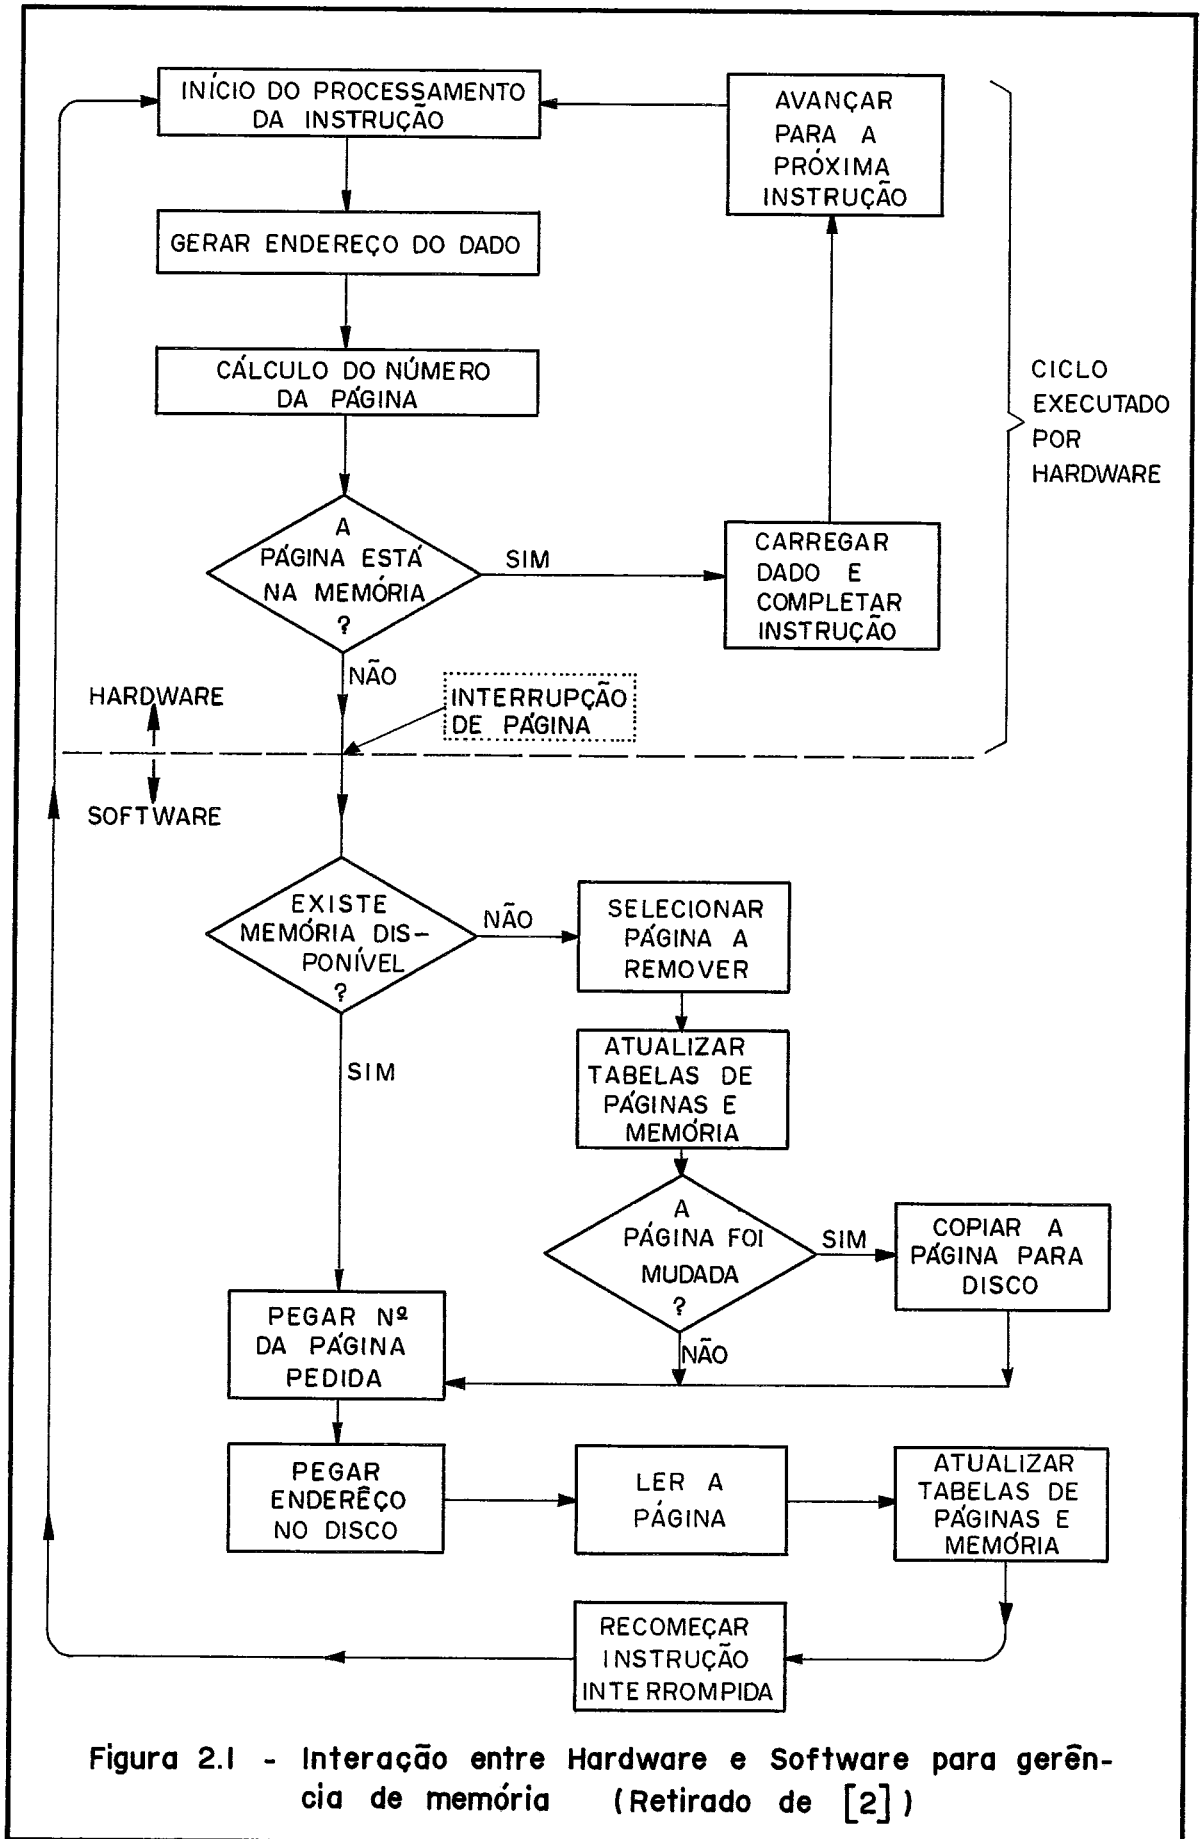 INÍCIO DO PROCESSAMENTO
DA INSTRUÇÃO
AVANÇAR
PARA A
PRÓXIMA
INSTRUÇÃO
GERAR ENDEREÇO DO DADO
CÁLCULO DO NÚMERO
DA PÁGINA
CICLO
EXECUTADO
POR
HARDWARE
A
PÁGINA ESTÁ
NA MEMÓRIA
?
SIM
CARREGAR
DADO E
COMPLETAR
INSTRUÇÃO
NÃO
HARDWARE
INTERRUPÇÃO
DE PÁGINA
SOFTWARE
EXISTE
MEMÓRIA DIS-
PONÍVEL
?
NÃO
SELECIONAR
PÁGINA A
REMOVER
SIM
ATUALIZAR
TABELAS DE
PÁGINAS E
MEMÓRIA
A
PÁGINA FOI
MUDADA
?
SIM
COPIAR A
PÁGINA PARA
DISCO
NÃO
PEGAR Nº
DA PÁGINA
PEDIDA
PEGAR
ENDERÊÇO
NO DISCO
LER A
PÁGINA
ATUALIZAR
TABELAS DE
PÁGINAS E
MEMÓRIA
RECOMEÇAR
INSTRUÇÃO
INTERROMPIDA
Figura 2.1 - Interação entre Hardware e Software para gerên-
cia de memória (Retirado de [2])